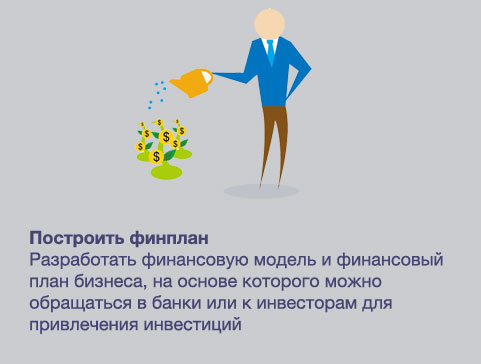 $
$
$
$
$
$
Построить финплан
Разработать финансовую модель и финансовый
план бизнеса, на основе которого можно
обращаться в банки или к инвесторам для
привлечения инвестиций